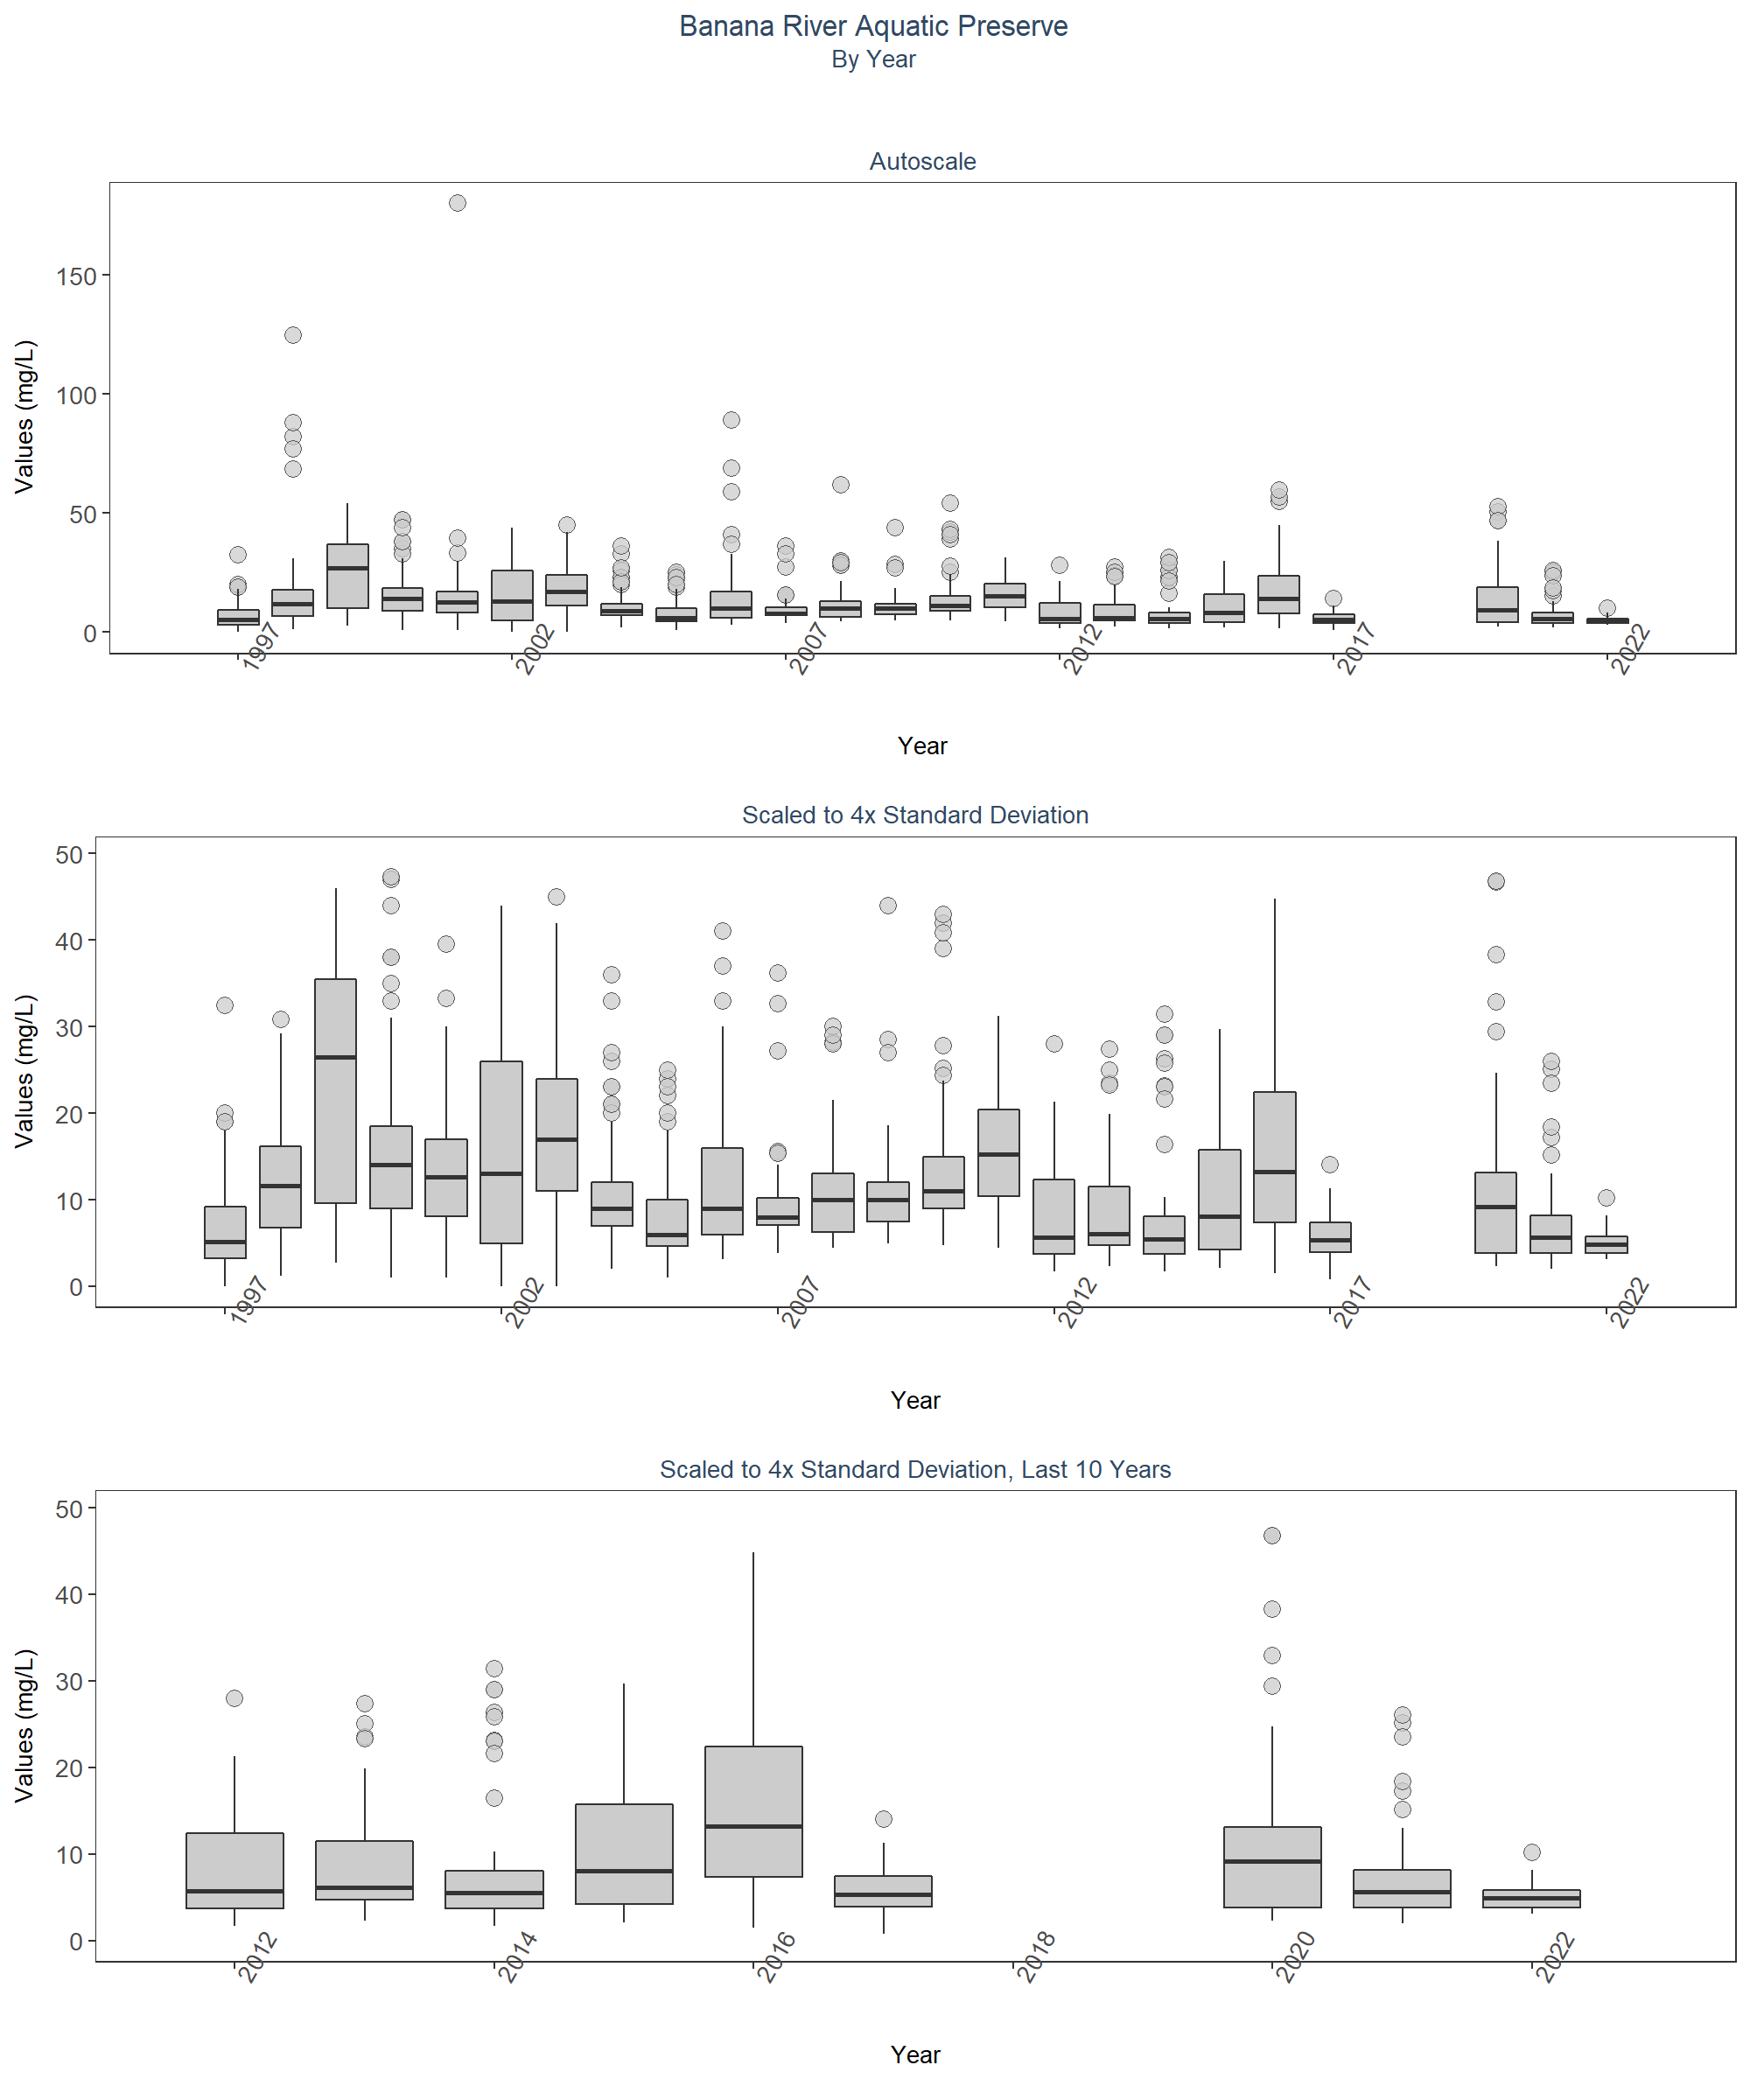 Banana River Aquatic Preserve
By Year
Autoscale
Values (mg/L)
150
100
50
0
1997 2002 2007 2012 2017 2022
Year
Scaled to 4x Standard Deviation
Values (mg/L)
50
40
30
20
10
0
1997 2002 2007 2012 2017 2022
Year
Scaled to 4x Standard Deviation, Last 10 Years
Values (mg/L)
50
40
30
20
10
0
2012 2014 2016 2018 2020 2022
Year